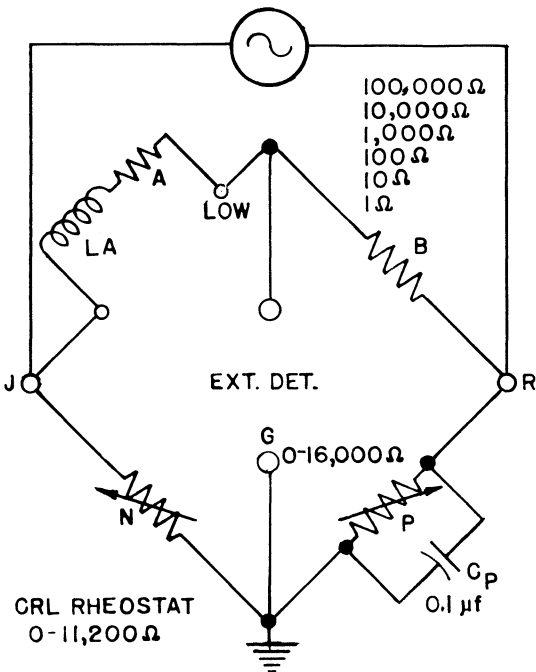 100,000Ω
10,000Ω
1,000Ω
100Ω
10Ω
1Ω
A
LOW
LA
B
J
EXT. DET.
R
G
0-16,000Ω
N
P
CP
0.1 µf
CRL RHEOSTAT
0-11,200Ω